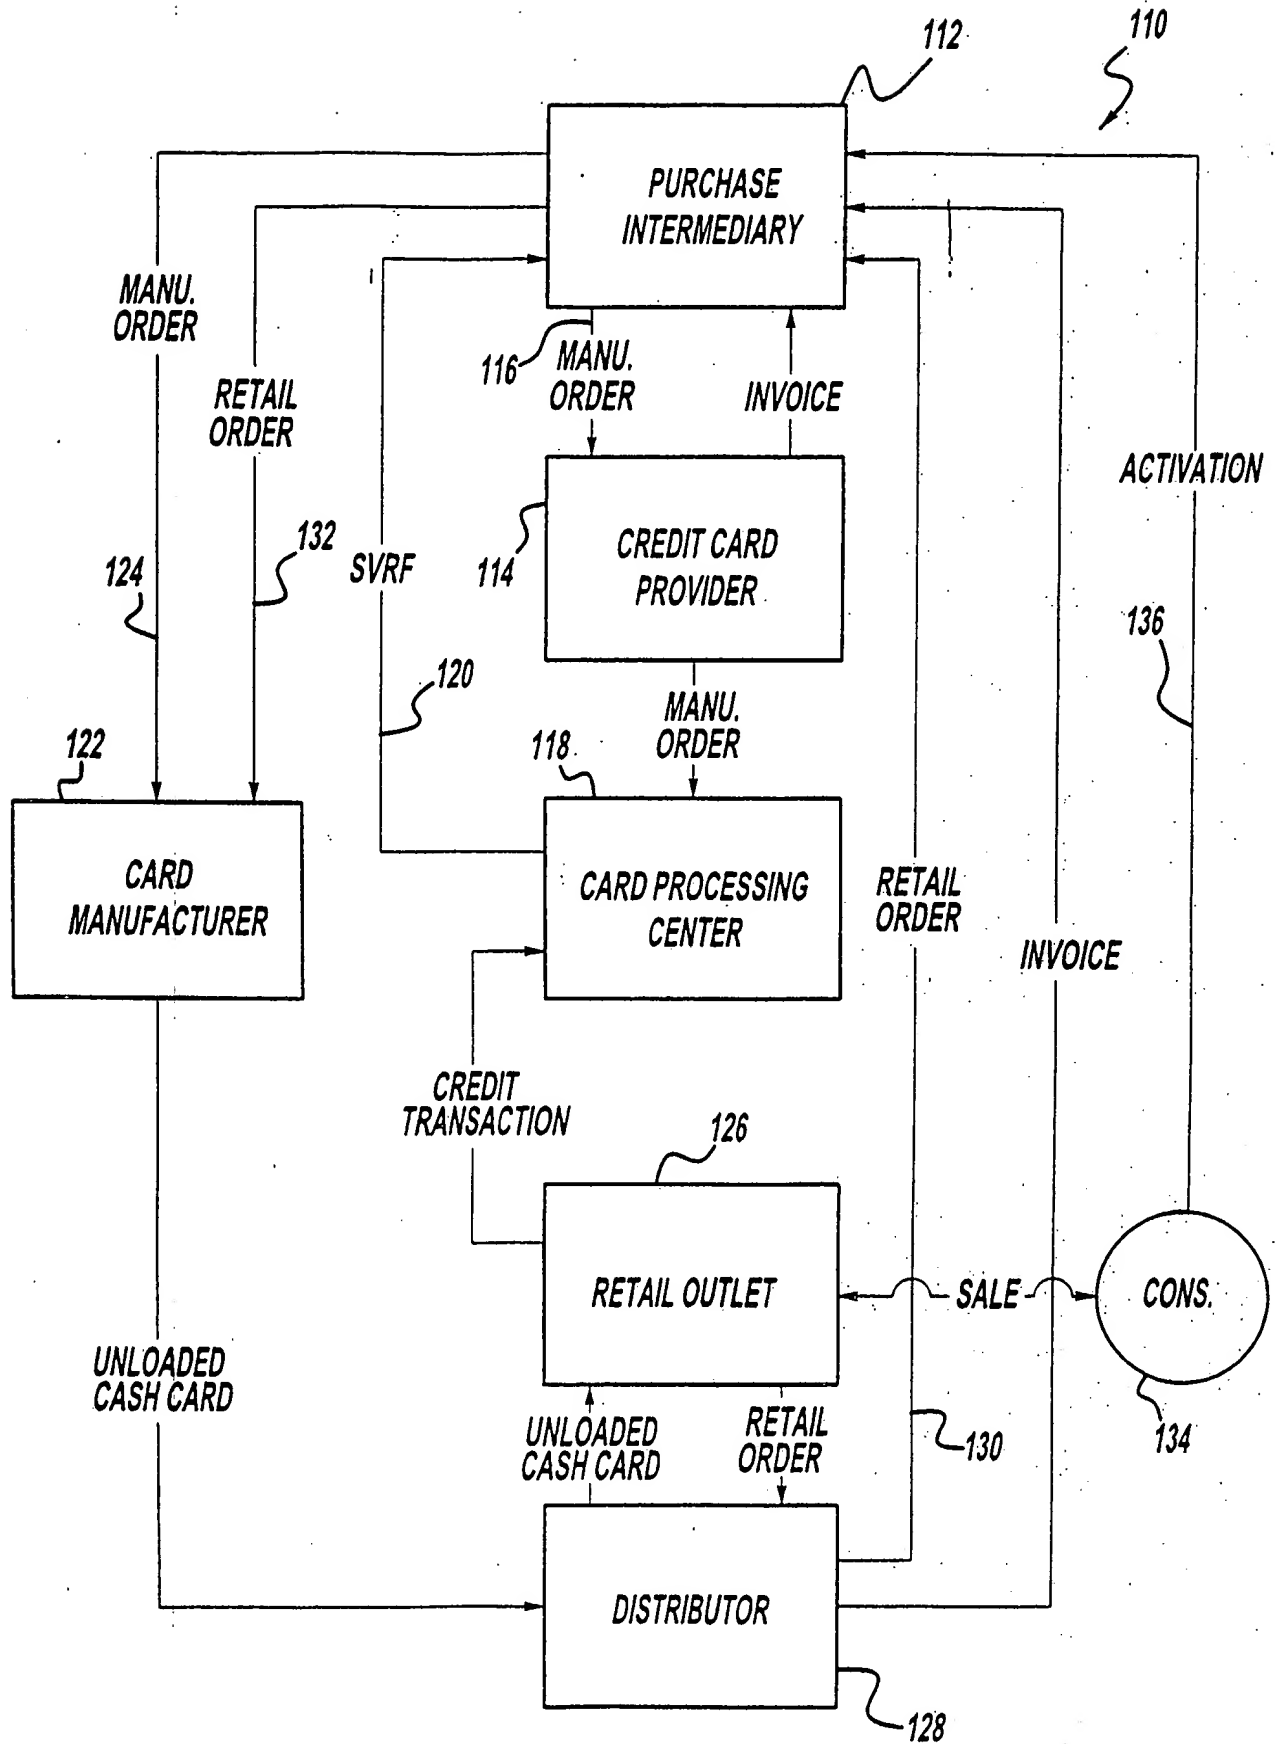 110
112
PURCHASE
INTERMEDIARY
MANU.
ORDER
RETAIL
ORDER
116
MANU.
ORDER
INVOICE
ACTIVATION
124
132
SVRF
114
CREDIT CARD
PROVIDER
136
120
MANU.
ORDER
122
118
CARD
MANUFACTURER
CARD PROCESSING
CENTER
RETAIL
ORDER
INVOICE
CREDIT
TRANSACTION
126
RETAIL OUTLET
SALE
CONS.
UNLOADED
CASH CARD
UNLOADED
CASH CARD
RETAIL
ORDER
130
134
DISTRIBUTOR
128